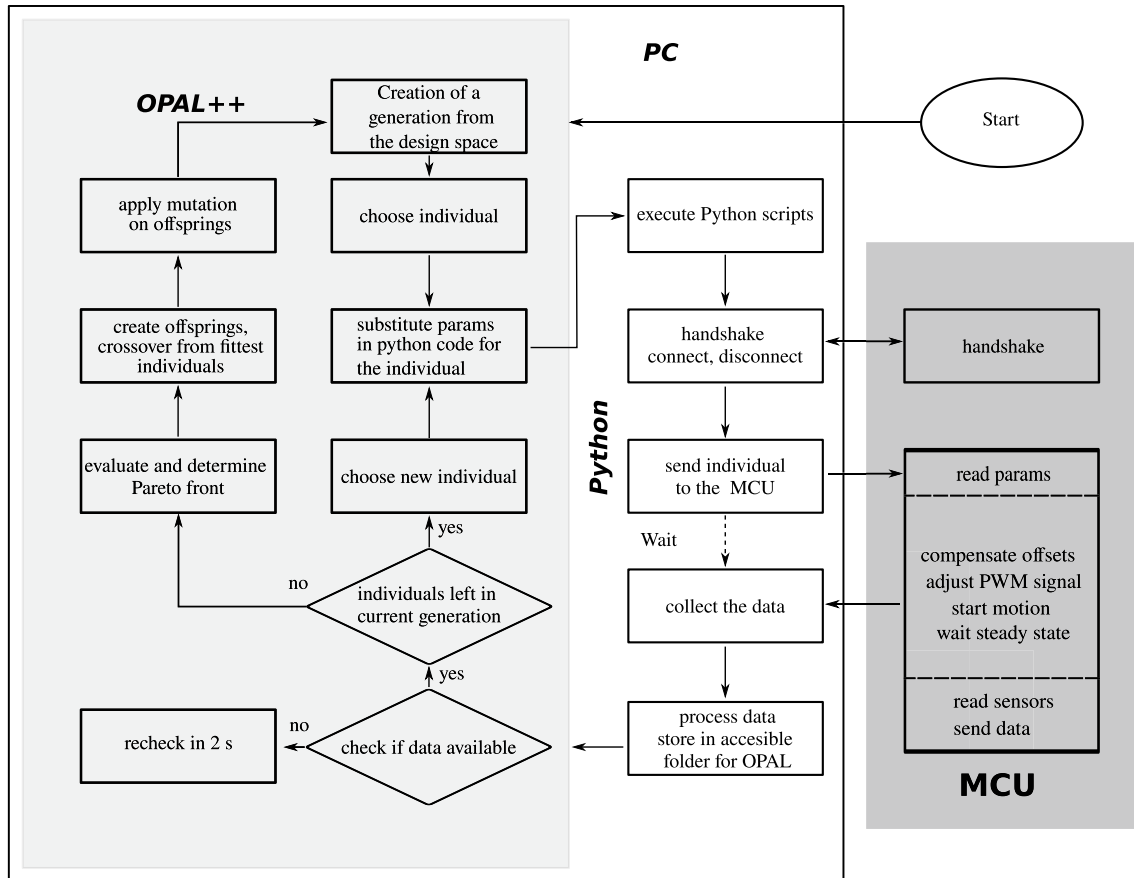 PC
OPAL++
Creation of a
generation from
the design space
Start
apply mutation
on offsprings
choose individual
execute Python scripts
create offsprings,
crossover from fittest
individuals
substitute params
in python code for
the individual
handshake
connect, disconnect
handshake
Python
evaluate and determine
Pareto front
choose new individual
send individual
to the MCU
read params
yes
Wait
no
individuals left in
current generation
collect the data
compensate offsets
adjust PWM signal
start motion
wait steady state
yes
no
recheck in 2 s
check if data available
process data
store in accesible
folder for OPAL
read sensors
send data
MCU